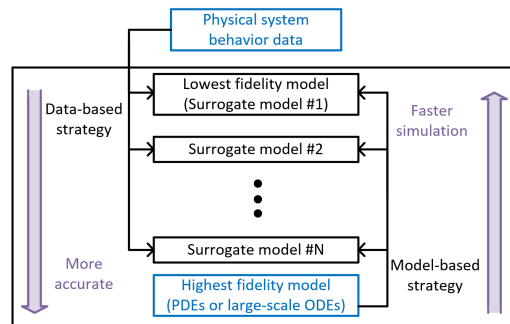 Physical system
behavior data
Lowest fidelity model
(Surrogate model #1)
Data-based
strategy
Faster
simulation
Surrogate model #2
Surrogate model #N
More
accurate
Model-based
strategy
Highest fidelity model
(PDEs or large-scale ODEs)